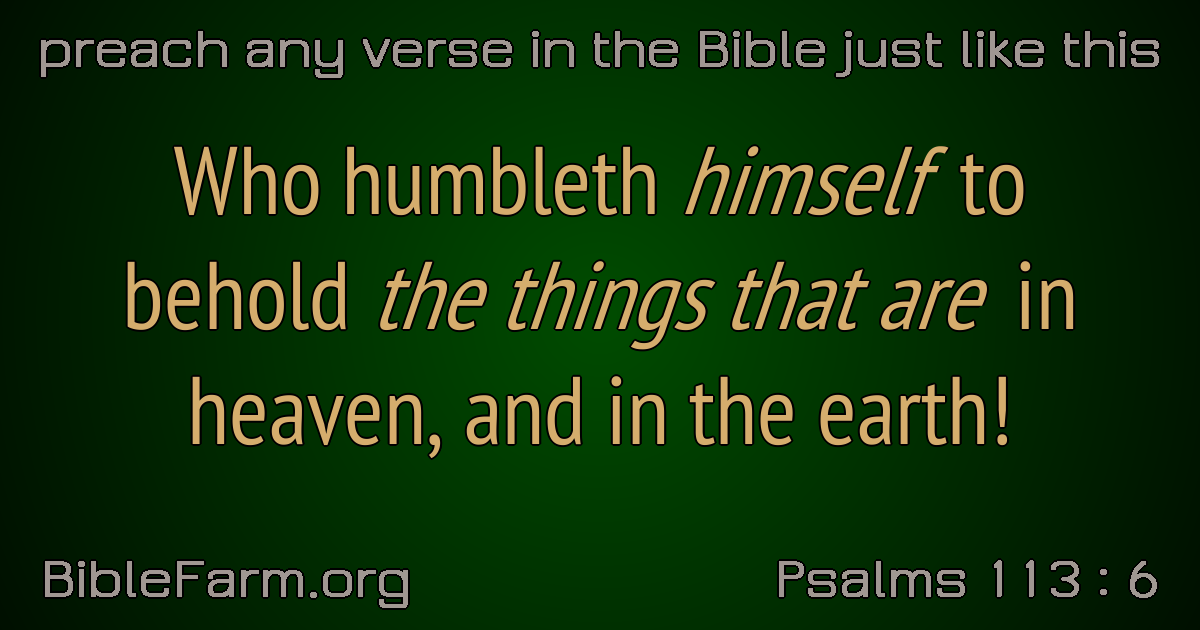 preach any verse in the Bible just like this
Who humbleth himself to
behold the things that are in
heaven, and in the earth!
BibleFarm.org
Psalms 113 : 6